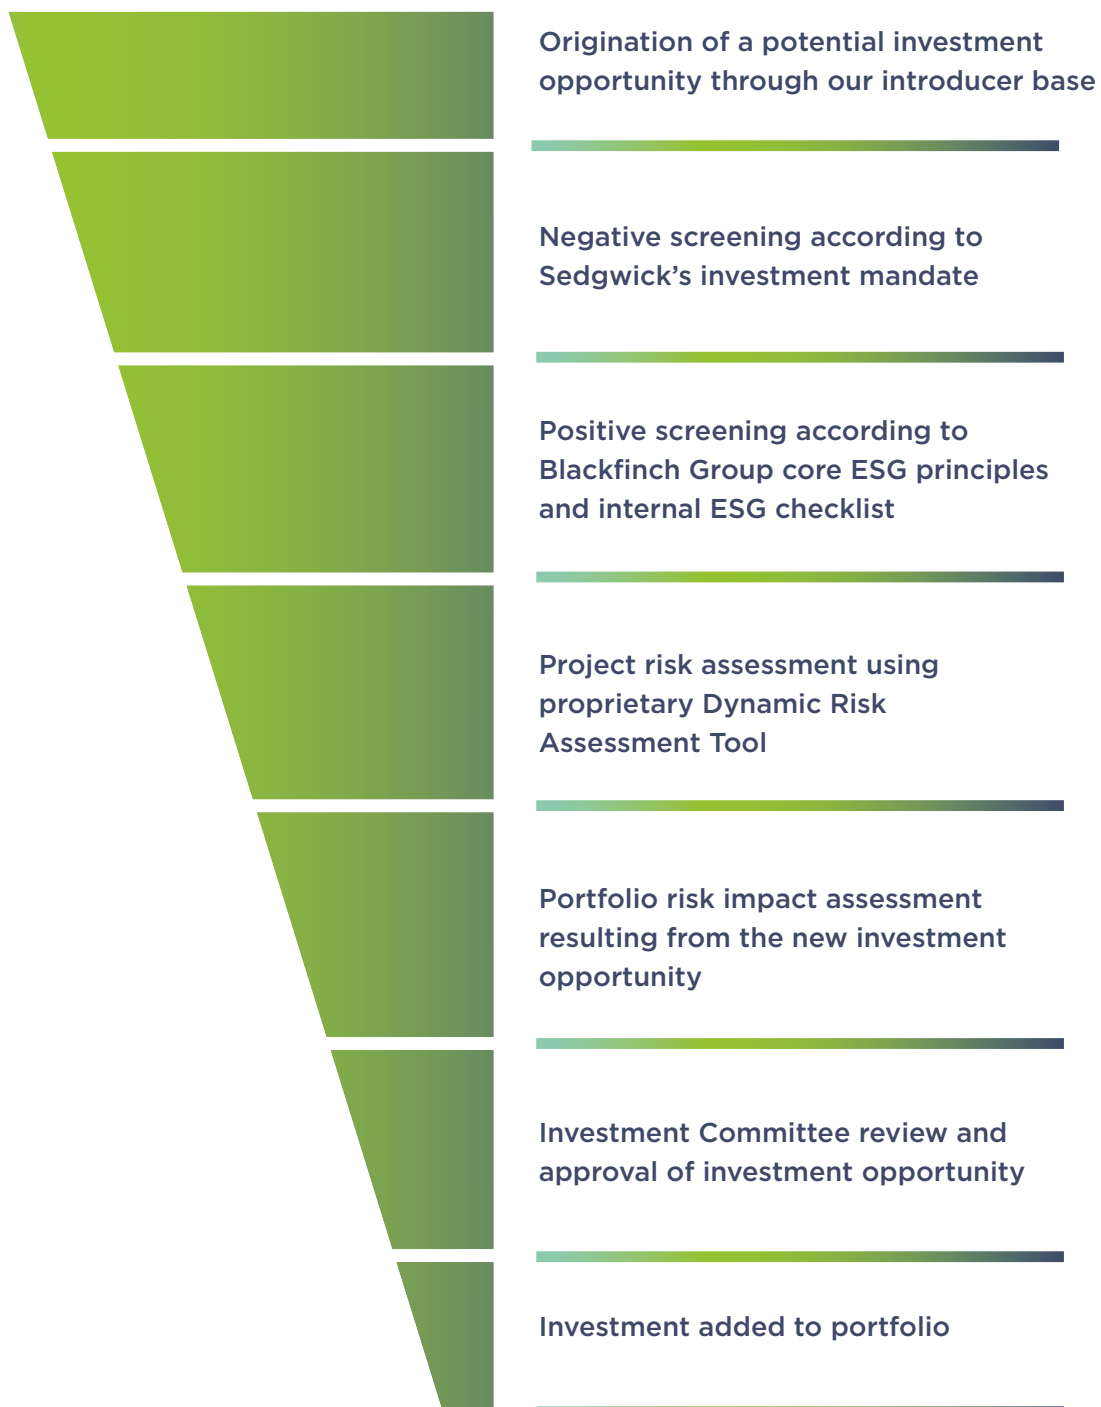 Origination of a potential investment
opportunity through our introducer base
Negative screening according to
Sedgwick’s investment mandate
Positive screening according to
Blackfinch Group core ESG principles
and internal ESG checklist
Project risk assessment using
proprietary Dynamic Risk
Assessment Tool
Portfolio risk impact assessment
resulting from the new investment
opportunity
Investment Committee review and
approval of investment opportunity
Investment added to portfolio